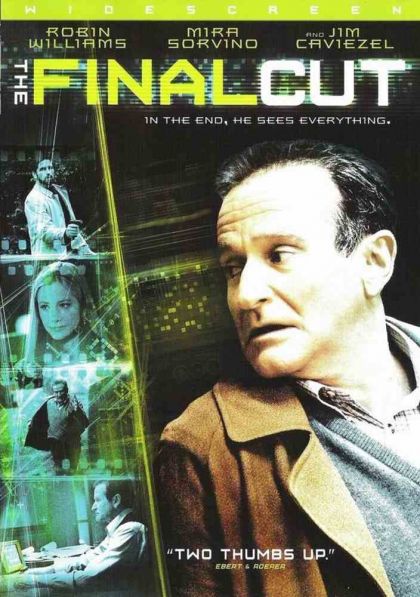 WIDESCREEN
ROBIN WILLIAMS
MIRA SORVINO
AND JIM CAVIEZEL
THE FINAL CUT
IN THE END, HE SEES EVERYTHING.
"TWO THUMBS UP."
EBERT & ROEPER